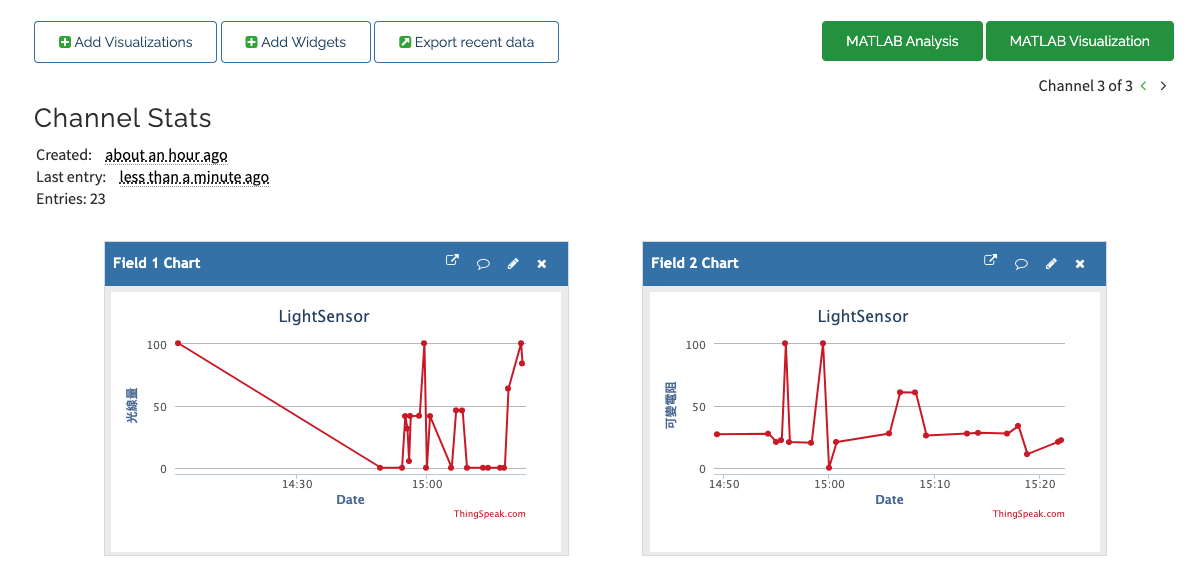 Add Visualizations Add Widgets Export recent data MATLAB Analysis MATLAB Visualization
Channel 3 of 3
Channel Stats
Created: about an hour ago
Last entry: less than a minute ago
Entries: 23
Field 1 Chart
LightSensor
光線量
100
50
0
14:30 15:00
Date
ThingSpeak.com
Field 2 Chart
LightSensor
可變電阻
100
50
0
14:50 15:00 15:10 15:20
Date
ThingSpeak.com